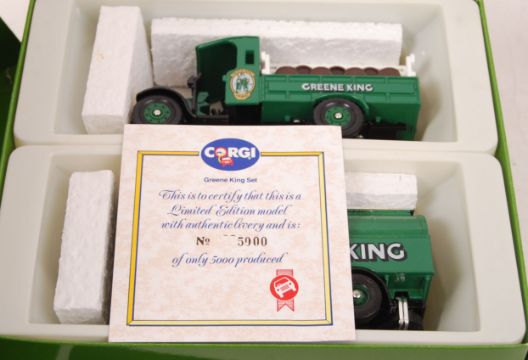 GREENE KING
CORGI
Greene King Set
This is to certify that this is a
Limited Edition model
with authentic livery and is:
No 5900
of only 5000 produced
KING